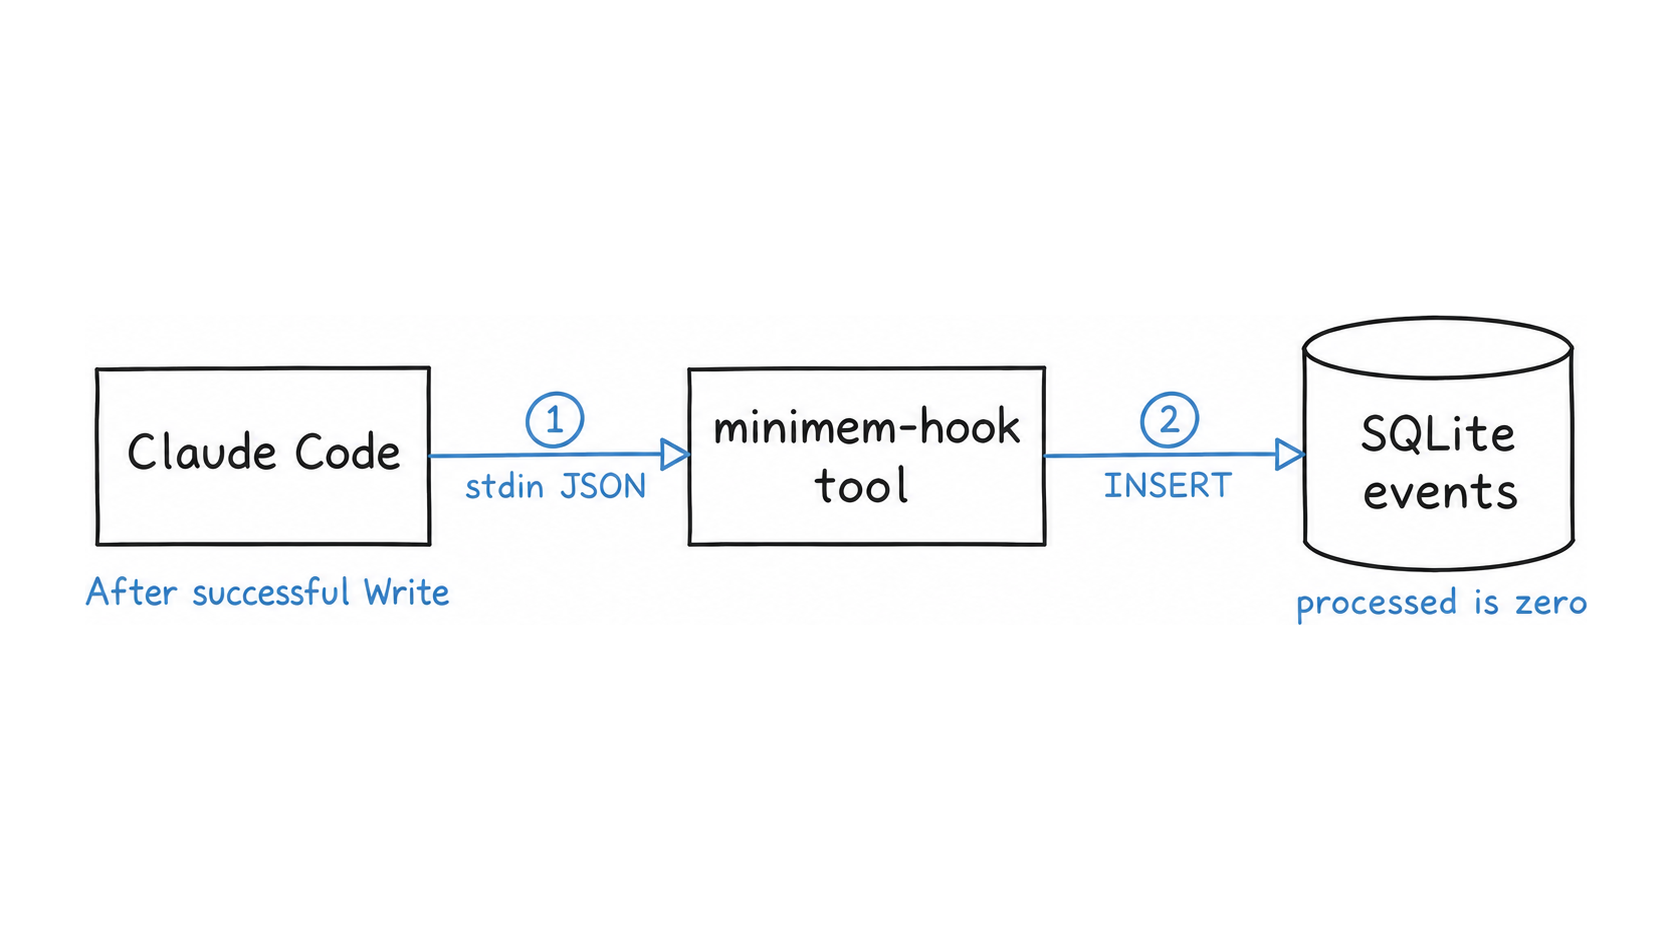 Claude Code
After successful Write
1
stdin JSON
minimem-hook
tool
2
INSERT
SQLite
events
processed is zero